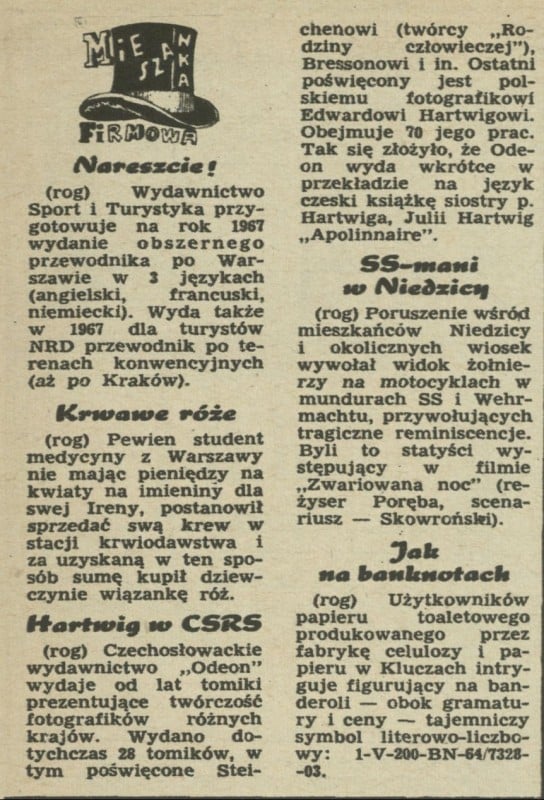 MiESZANKA
FiRMOWA
Nareszcie!
(rog) Wydawnictwo
Sport i Turystyka przy-
gotowuje na rok 1967
wydanie obszernego
przewodnika po War-
szawie w 3 językach
(angielski, francuski,
niemiecki). Wyda także
w 1967 dla turystów
NRD przewodnik po te-
renach konwencyjnych
(aż po Kraków).
Krwawe róże
(rog) Pewien student
medycyny z Warszawy
nie mając pieniędzy na
kwiaty na imieniny dla
swej Ireny, postanowił
sprzedać swą krew w
stacji krwiodawstwa i
za uzyskaną w ten spo-
sób sumę kupił dziew-
czynie wiązankę róż.
Hartwig w CSRS
(rog) Czechosłowackie
wydawnictwo „Odeon”
wydaje od lat tomiki
prezentujące twórczość
fotografików różnych
krajów. Wydano do-
tychczas 28 tomików, w
tym poświęcone Stei-
chenowi (twórcy „Ro-
dziny człowieczej”),
Bressonowi i in. Ostatni
poświęcony jest pol-
skiemu fotografikowi
Edwardowi Hartwigowi.
Obejmuje 70 jego prac.
Tak się złożyło, że Ode-
on wyda wkrótce w
przekładzie na język
czeski książkę siostry p.
Hartwiga, Julii Hartwig
„Apolinnaire”.
SS-mani
w Niedzicy
(rog) Poruszenie wśród
mieszkańców Niedzicy
i okolicznych wiosek
wywołał widok żołnie-
rzy na motocyklach w
mundurach SS i Wehr-
machtu, przywołujących
tragiczne reminiscencje.
Byli to statyści wy-
stępujący w filmie
„Zwariowana noc” (re-
żyser Poręba, scena-
riusz — Skowroński).
Jak
na banknotach
(rog) Użytkowników
papieru toaletowego
produkowanego przez
fabrykę celulozy i pa-
pieru w Kluczach intry-
guje figurujący na ban-
deroli — obok gramatu-
ry i ceny — tajemniczy
symbol literowo-liczbo-
wy: 1-V-200-BN-64/7328-
-03.